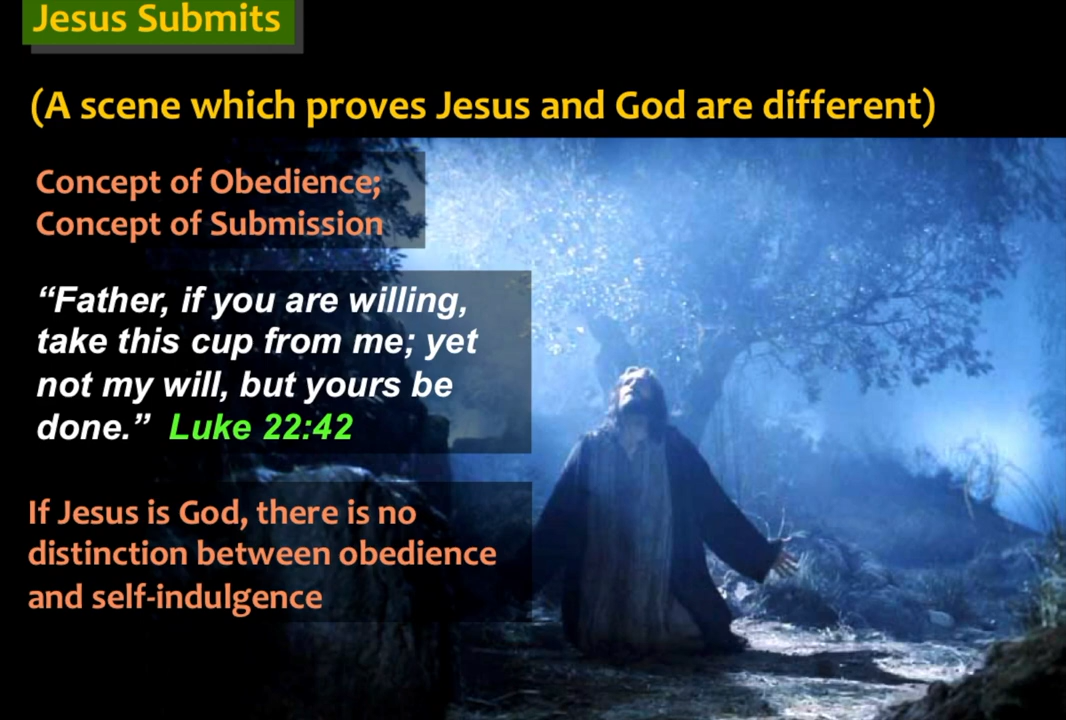 Jesus Submits
(A scene which proves Jesus and God are different)
Concept of Obedience;
Concept of Submission
“Father, if you are willing,
take this cup from me; yet
not my will, but yours be
done.” Luke 22:42
If Jesus is God, there is no
distinction between obedience
and self-indulgence